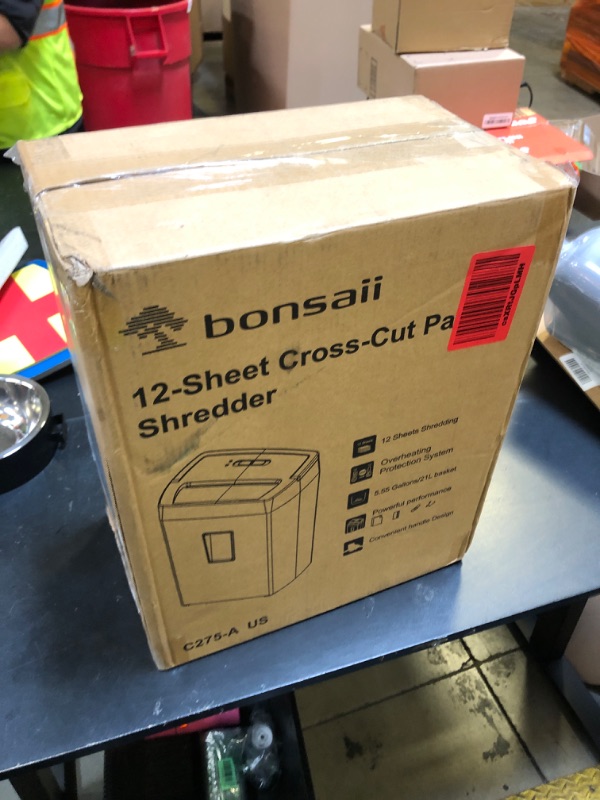 bonsaii
12-Sheet Cross-Cut Pa
Shredder
12 Sheets Shredding
Overheating
Protection System
5.55 Gallons/21L basket
Powerful performance
Convenient handle Design
C275-A US